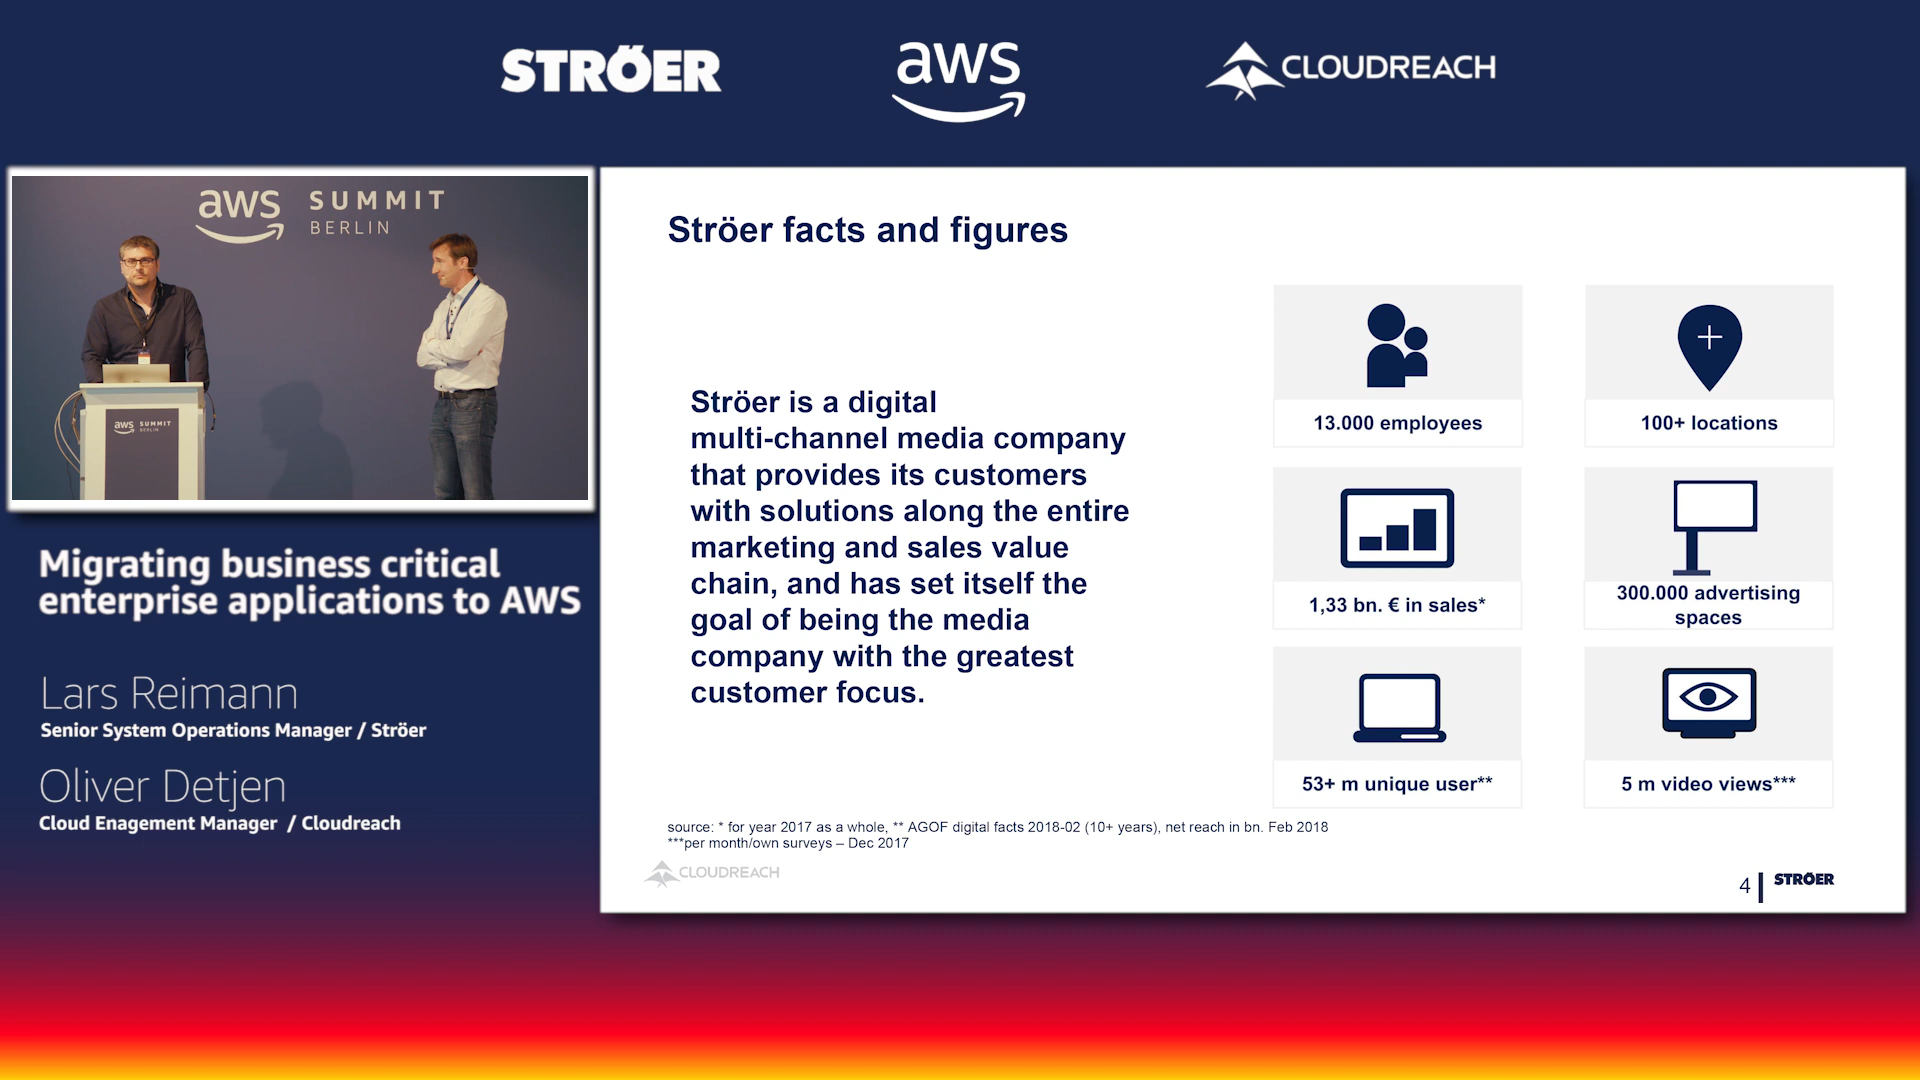 STRÖER
aws
CLOUDREACH
aws SUMMIT
BERLIN
aws SUMMIT
BERLIN
Migrating business critical
enterprise applications to AWS
Lars Reimann
Senior System Operations Manager / Ströer
Oliver Detjen
Cloud Enagement Manager / Cloudreach
Ströer facts and figures
Ströer is a digital
multi-channel media company
that provides its customers
with solutions along the entire
marketing and sales value
chain, and has set itself the
goal of being the media
company with the greatest
customer focus.
13.000 employees
100+ locations
1,33 bn. € in sales*
300.000 advertising
spaces
53+ m unique user**
5 m video views***
source: * for year 2017 as a whole, ** AGOF digital facts 2018-02 (10+ years), net reach in bn. Feb 2018
***per month/own surveys – Dec 2017
CLOUDREACH
4 STRÖER